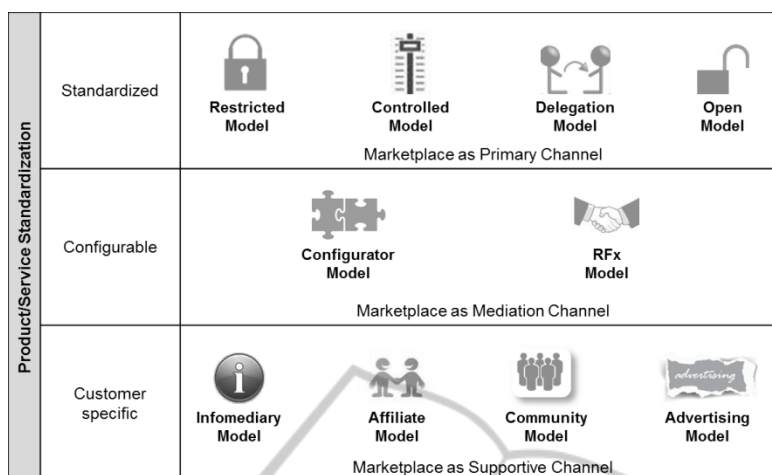 Product/Service Standardization
Standardized
Restricted
Model
Controlled
Model
Delegation
Model
Open
Model
Marketplace as Primary Channel
Configurable
Configurator
Model
RFx
Model
Marketplace as Mediation Channel
Customer
specific
i
Infomediary
Model
Affiliate
Model
Community
Model
advertising
Advertising
Model
Marketplace as Supportive Channel